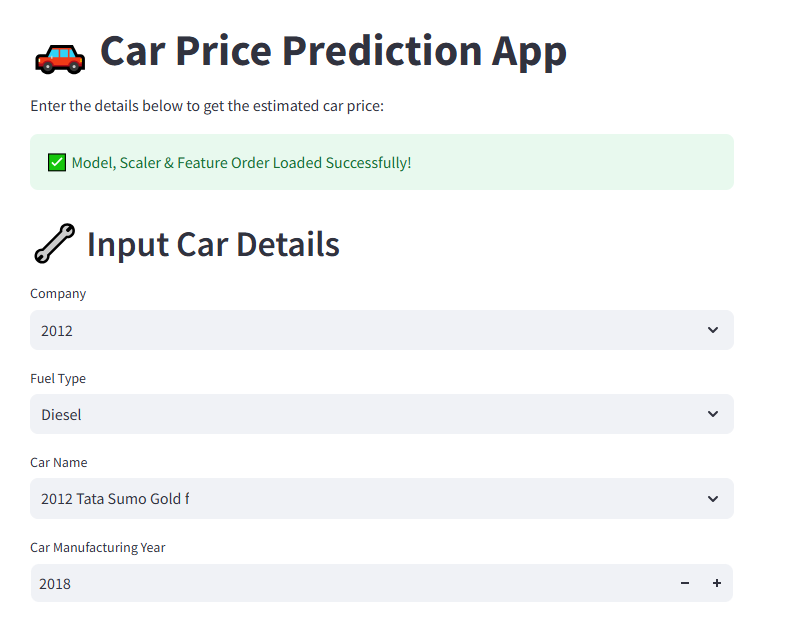 Car Price Prediction App
Enter the details below to get the estimated car price:
Model, Scaler & Feature Order Loaded Successfully!
Input Car Details
Company
2012
Fuel Type
Diesel
Car Name
2012 Tata Sumo Gold f
Car Manufacturing Year
2018